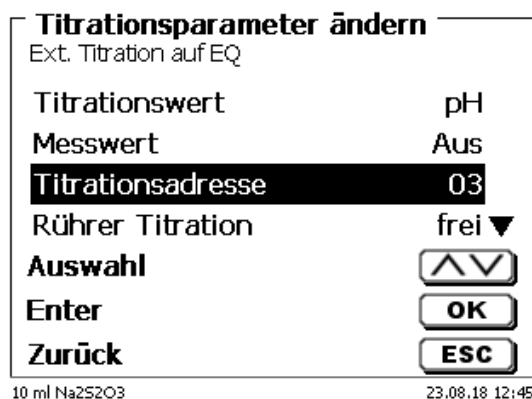 Titrationsparameter ändern
Ext. Titration auf EQ
Titrationswert pH
Messwert Aus
Titrationsadresse 03
Rührer Titration frei ▼
Auswahl
Enter OK
Zurück ESC
10 ml Na2S2O3 23.08.18 12:45